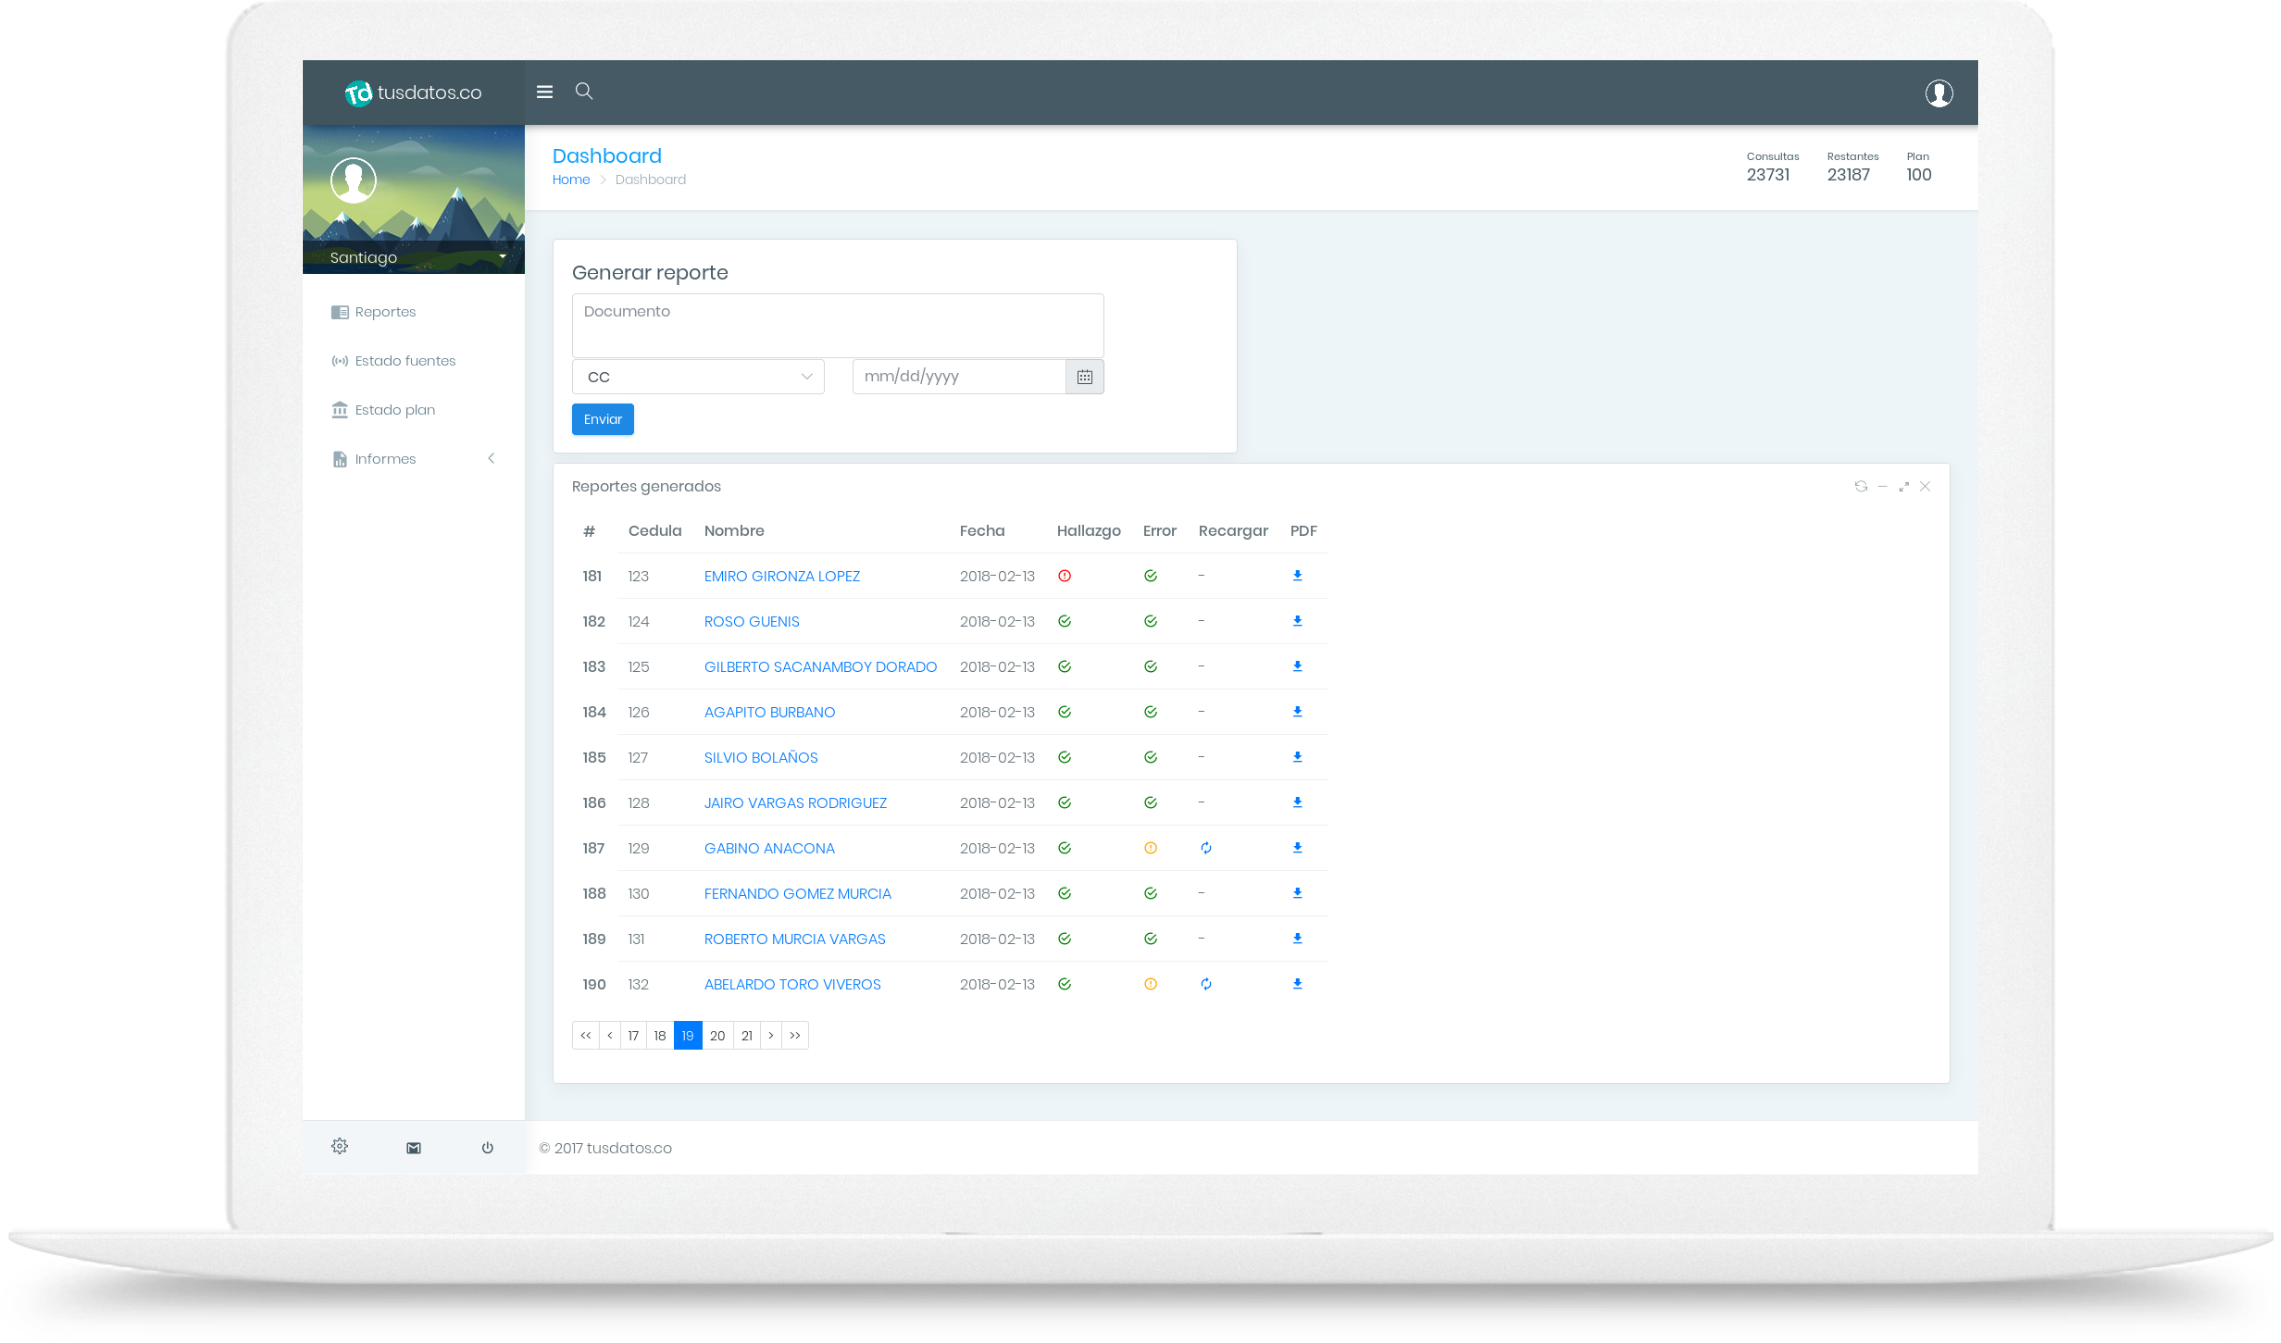 Td tusdatos.co
Dashboard
Home > Dashboard
Consultas Restantes Plan
23731 23187 100
Santiago
Reportes
Estado fuentes
Estado plan
Informes
Generar reporte
Documento
CC mm/dd/yyyy
Enviar
Reportes generados
# Cedula Nombre Fecha Hallazgo Error Recargar PDF
181 123 EMIRO GIRONZA LOPEZ 2018-02-13 -
182 124 ROSO GUENIS 2018-02-13 -
183 125 GILBERTO SACANAMBOY DORADO 2018-02-13 -
184 126 AGAPITO BURBANO 2018-02-13 -
185 127 SILVIO BOLAÑOS 2018-02-13 -
186 128 JAIRO VARGAS RODRIGUEZ 2018-02-13 -
187 129 GABINO ANACONA 2018-02-13
188 130 FERNANDO GOMEZ MURCIA 2018-02-13 -
189 131 ROBERTO MURCIA VARGAS 2018-02-13 -
190 132 ABELARDO TORO VIVEROS 2018-02-13
<< < 17 18 19 20 21 > >>
© 2017 tusdatos.co